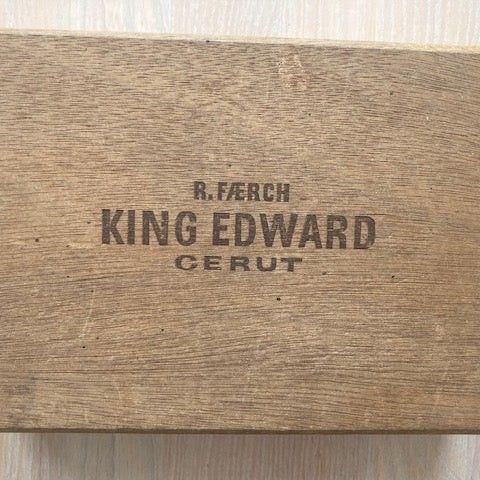 R. FÆRCH
KING EDWARD
CERUT